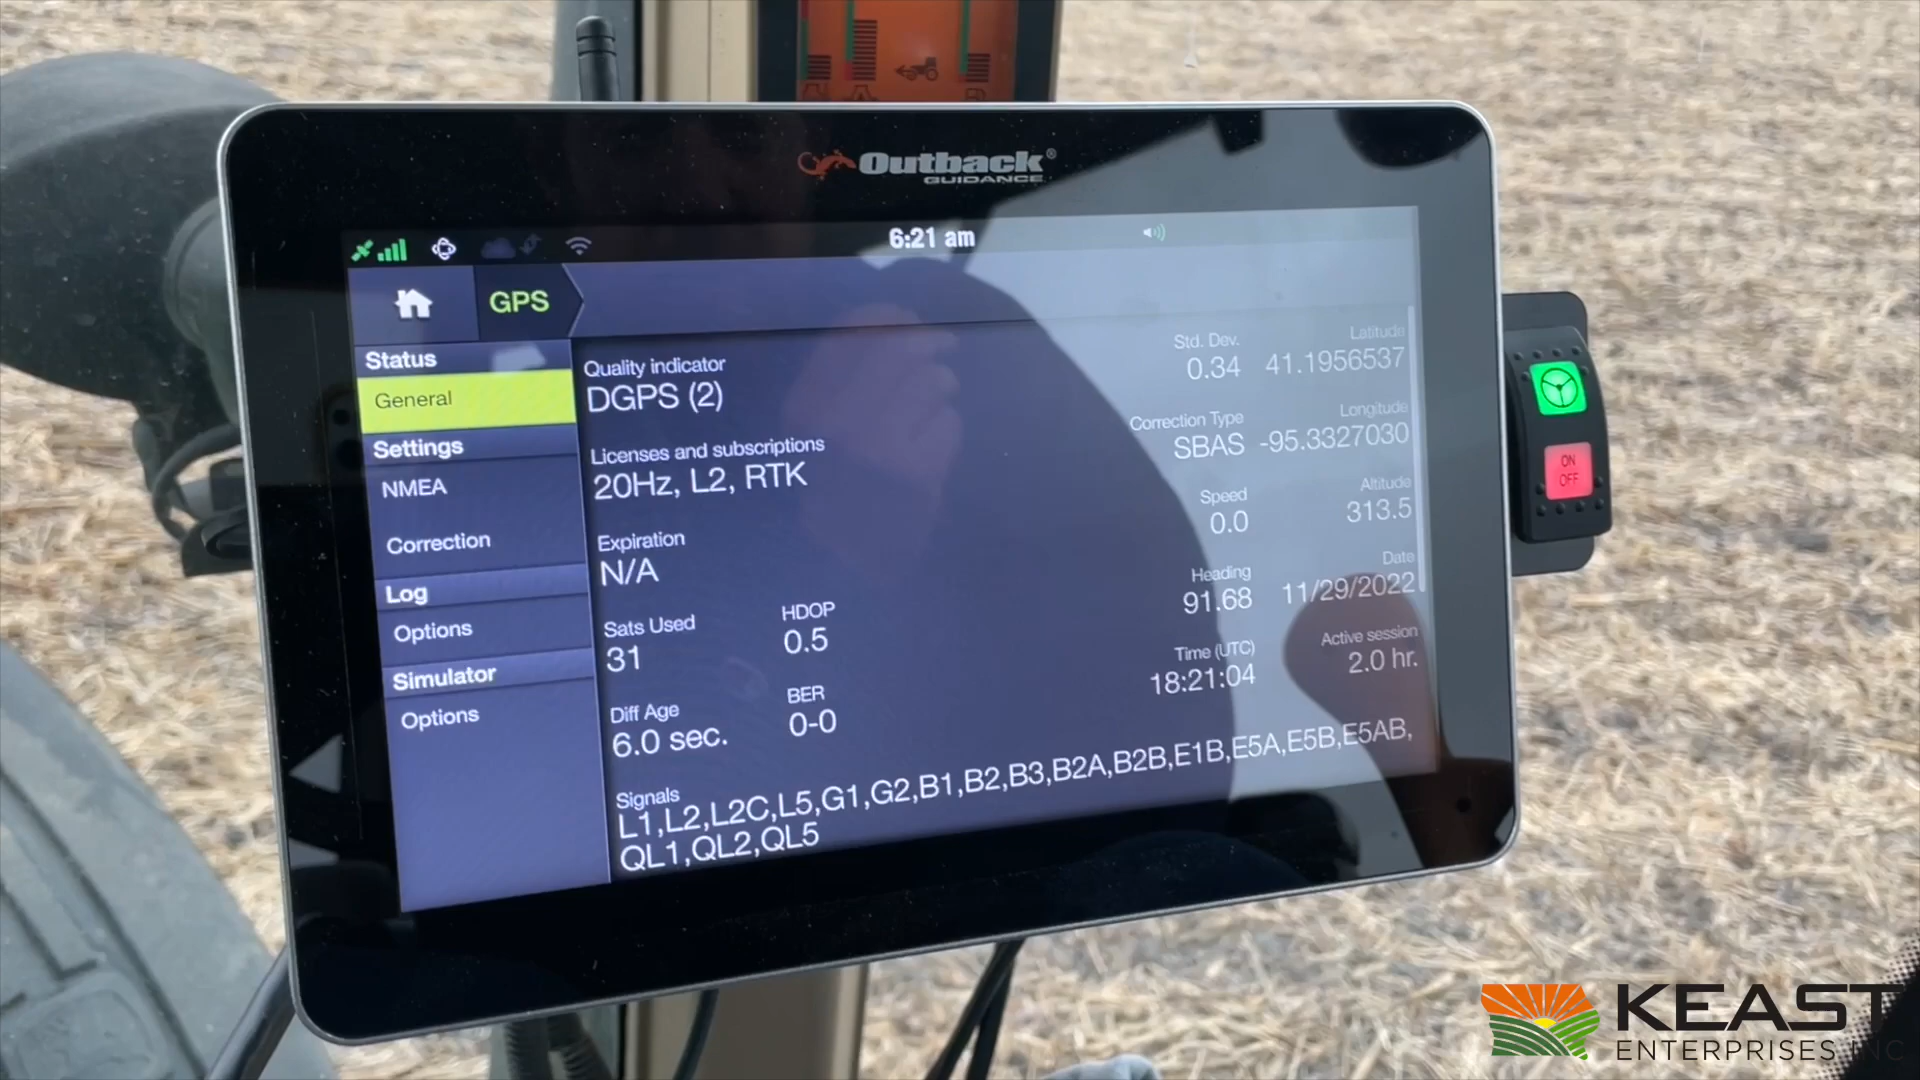 Outback®
GUIDANCE
6:21 am
GPS
Status
General
Settings
NMEA
Correction
Log
Options
Simulator
Options
Quality indicator
DGPS (2)
Licenses and subscriptions
20Hz, L2, RTK
Expiration
N/A
Sats Used
31
HDOP
0.5
Diff Age
6.0 sec.
BER
0-0
Signals
L1,L2,L2C,L5,G1,G2,B1,B2,B3,B2A,B2B,E1B,E5A,E5B,E5AB,
QL1,QL2,QL5
Std. Dev.
0.34
Latitude
41.1956537
Correction Type
SBAS
Longitude
-95.3327030
Speed
0.0
Altitude
313.5
Heading
91.68
Date
11/29/2022
Time (UTC)
18:21:04
Active session
2.0 hr.
ON
OFF
KEAST
ENTERPRISES INC